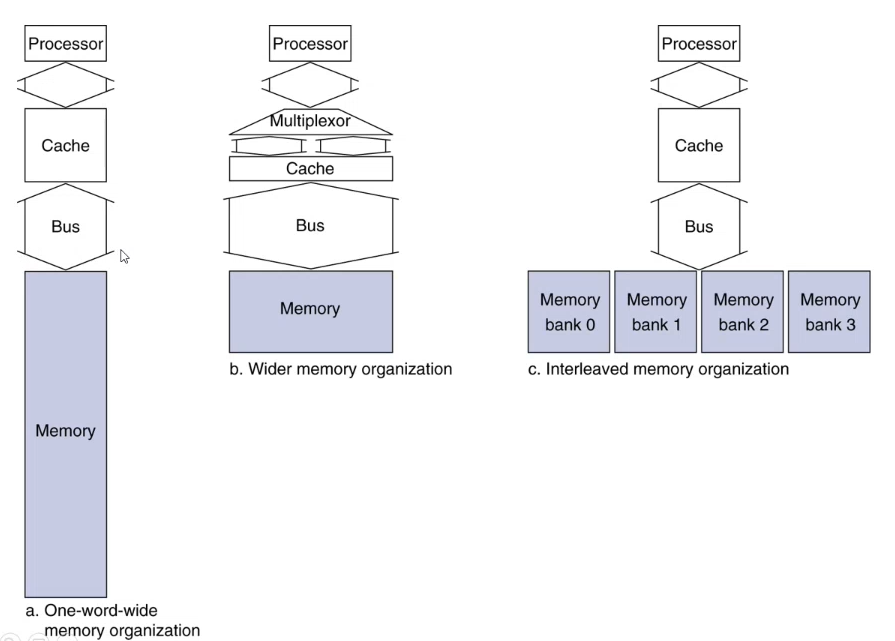 Processor
Cache
Bus
Memory
a. One-word-wide
memory organization
Processor
Multiplexor
Cache
Bus
Memory
b. Wider memory organization
Processor
Cache
Bus
Memory
bank 0
Memory
bank 1
Memory
bank 2
Memory
bank 3
c. Interleaved memory organization